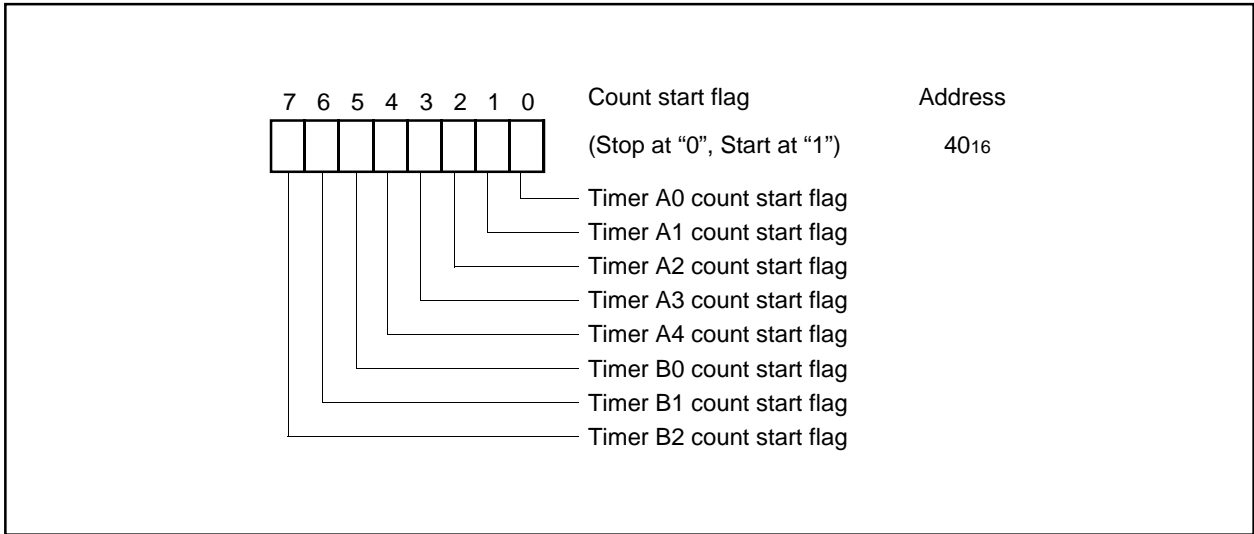 7 6 5 4 3 2 1 0 Count start flag Address
(Stop at “0”, Start at “1”) 4016
Timer A0 count start flag
Timer A1 count start flag
Timer A2 count start flag
Timer A3 count start flag
Timer A4 count start flag
Timer B0 count start flag
Timer B1 count start flag
Timer B2 count start flag